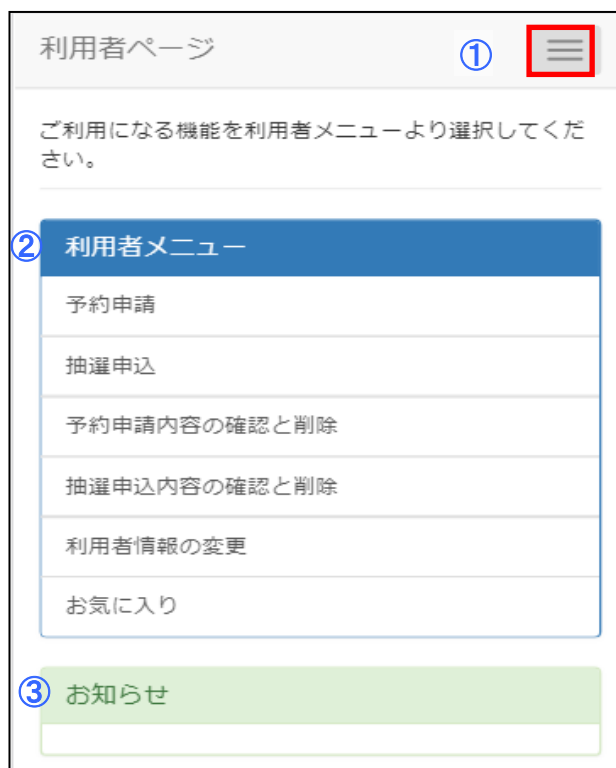 利用者ページ
①
ご利用になる機能を利用者メニューより選択してくだ
さい。
②
利用者メニュー
予約申請
抽選申込
予約申請内容の確認と削除
抽選申込内容の確認と削除
利用者情報の変更
お気に入り
③
お知らせ